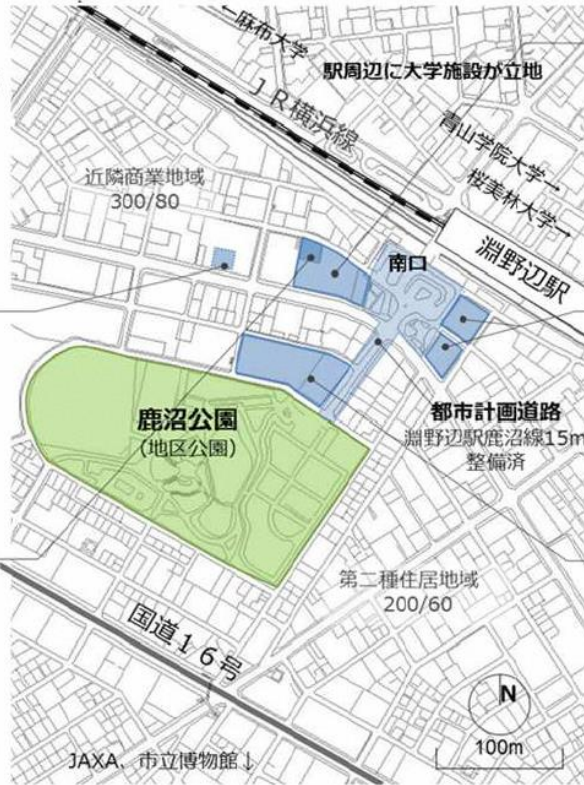 ←麻布大学
駅周辺に大学施設が立地
JR横浜線
青山学院大学→
桜美林大学→
近隣商業地域
300/80
南口
淵野辺駅
鹿沼公園
(地区公園)
都市計画道路
淵野辺駅鹿沼線15m
整備済
第二種住居地域
200/60
国道16号
N
100m
JAXA、市立博物館↓